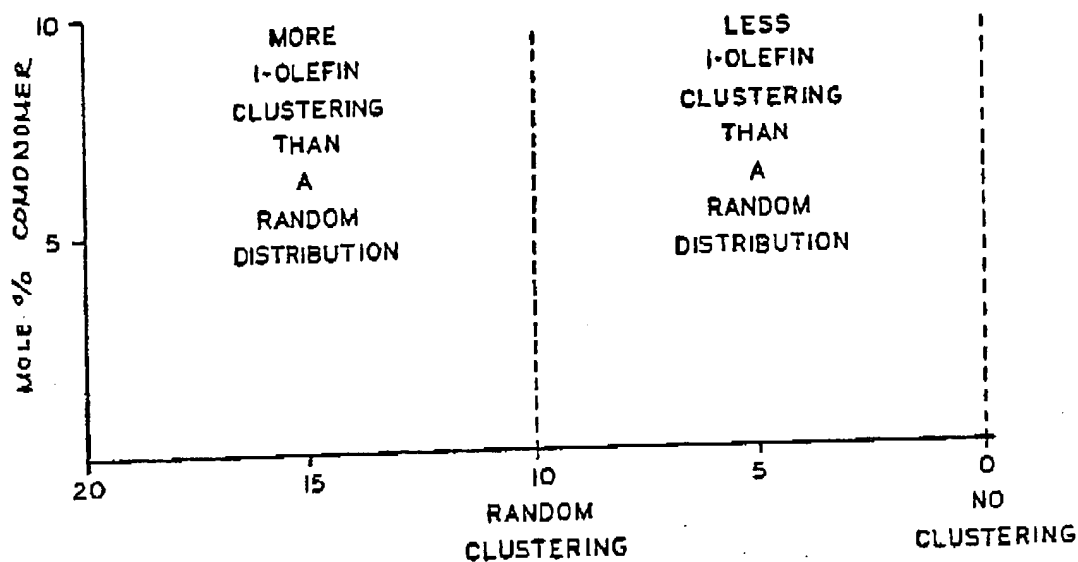 10
MOLE % COMONOMER
5
MORE
1-OLEFIN
CLUSTERING
THAN
A
RANDOM
DISTRIBUTION
LESS
1-OLEFIN
CLUSTERING
THAN
A
RANDOM
DISTRIBUTION
20
15
10
5
0
RANDOM
CLUSTERING
NO
CLUSTERING